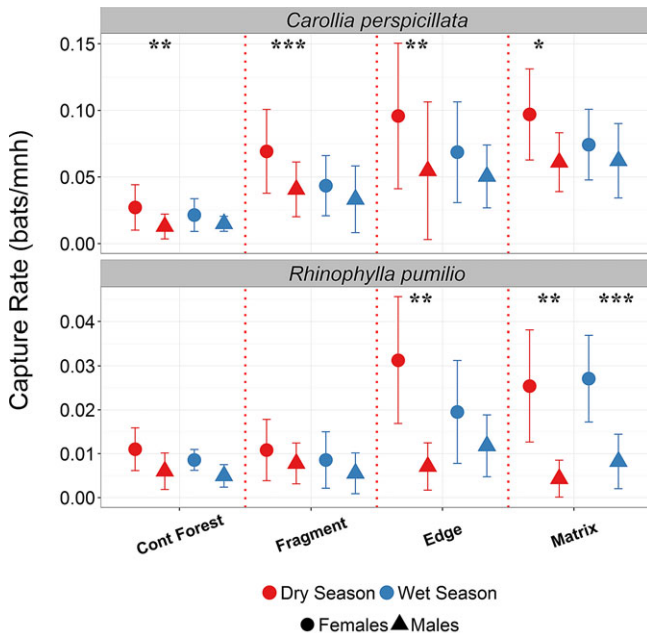 Carollia perspicillata
** *** ** *
0.15
0.10
0.05
0.00
Rhinophylla pumilio
** ** ***
0.04
0.03
0.02
0.01
0.00
Capture Rate (bats/mnh)
Cont Forest Fragment Edge Matrix
Dry Season Wet Season
Females Males